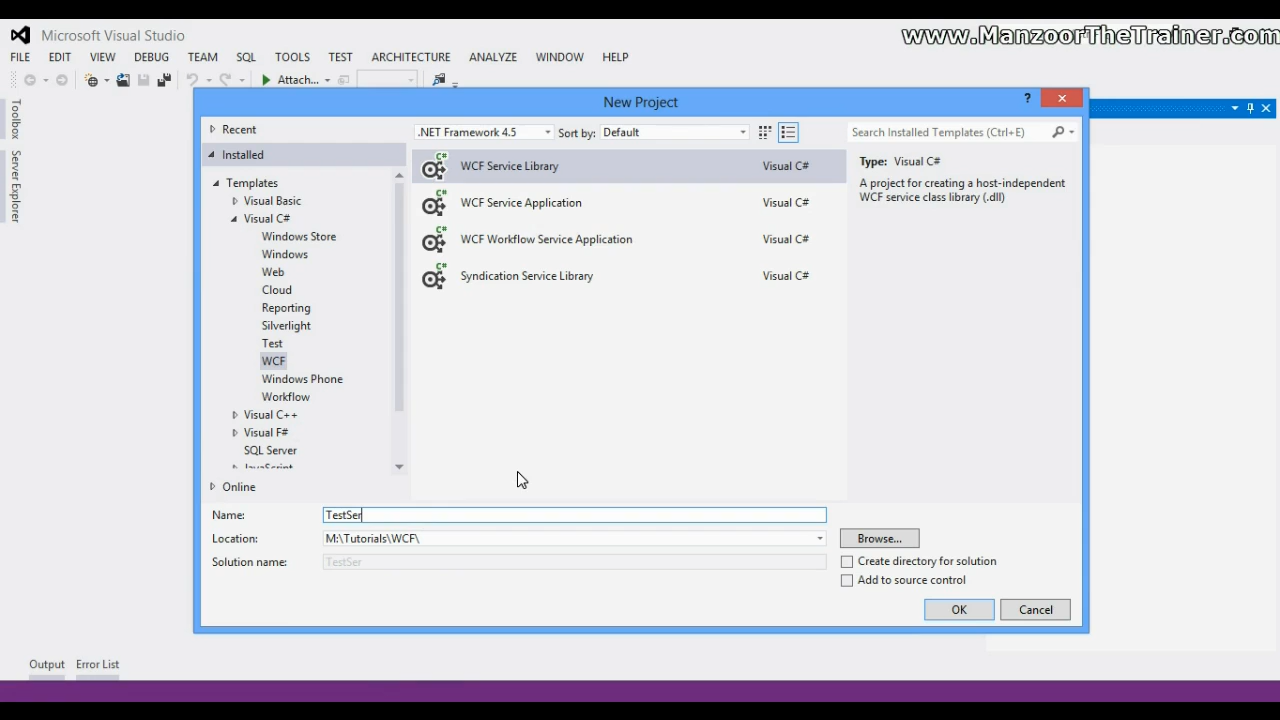 Microsoft Visual Studio
www.ManzoorTheTrainer.com
FILE EDIT VIEW DEBUG TEAM SQL TOOLS TEST ARCHITECTURE ANALYZE WINDOW HELP
Attach...
New Project
?
Toolbox
Server Explorer
Recent
Installed
Templates
Visual Basic
Visual C#
Windows Store
Windows
Web
Cloud
Reporting
Silverlight
Test
WCF
Windows Phone
Workflow
Visual C++
Visual F#
SQL Server
JavaScript
Online
.NET Framework 4.5 Sort by: Default
C# WCF Service Library Visual C#
C# WCF Service Application Visual C#
C# WCF Workflow Service Application Visual C#
C# Syndication Service Library Visual C#
Search Installed Templates (Ctrl+E)
Type: Visual C#
A project for creating a host-independent
WCF service class library (.dll)
Name: TestSer
Location: M:\Tutorials\WCF\ Browse...
Solution name: TestSer
Create directory for solution
Add to source control
OK Cancel
Output Error List